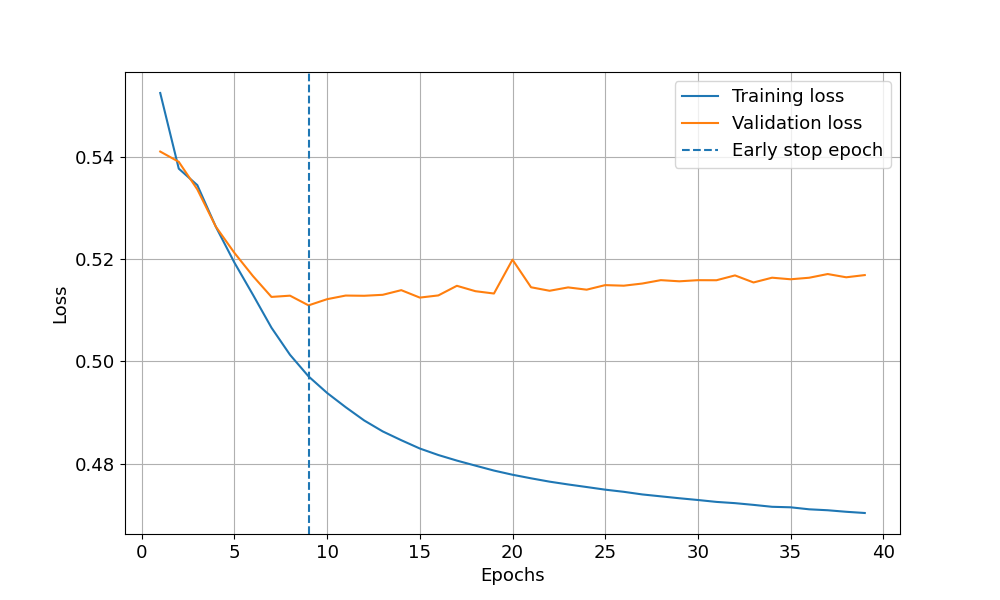 Training loss
Validation loss
Early stop epoch
0.54
0.52
0.50
0.48
Loss
0 5 10 15 20 25 30 35 40
Epochs